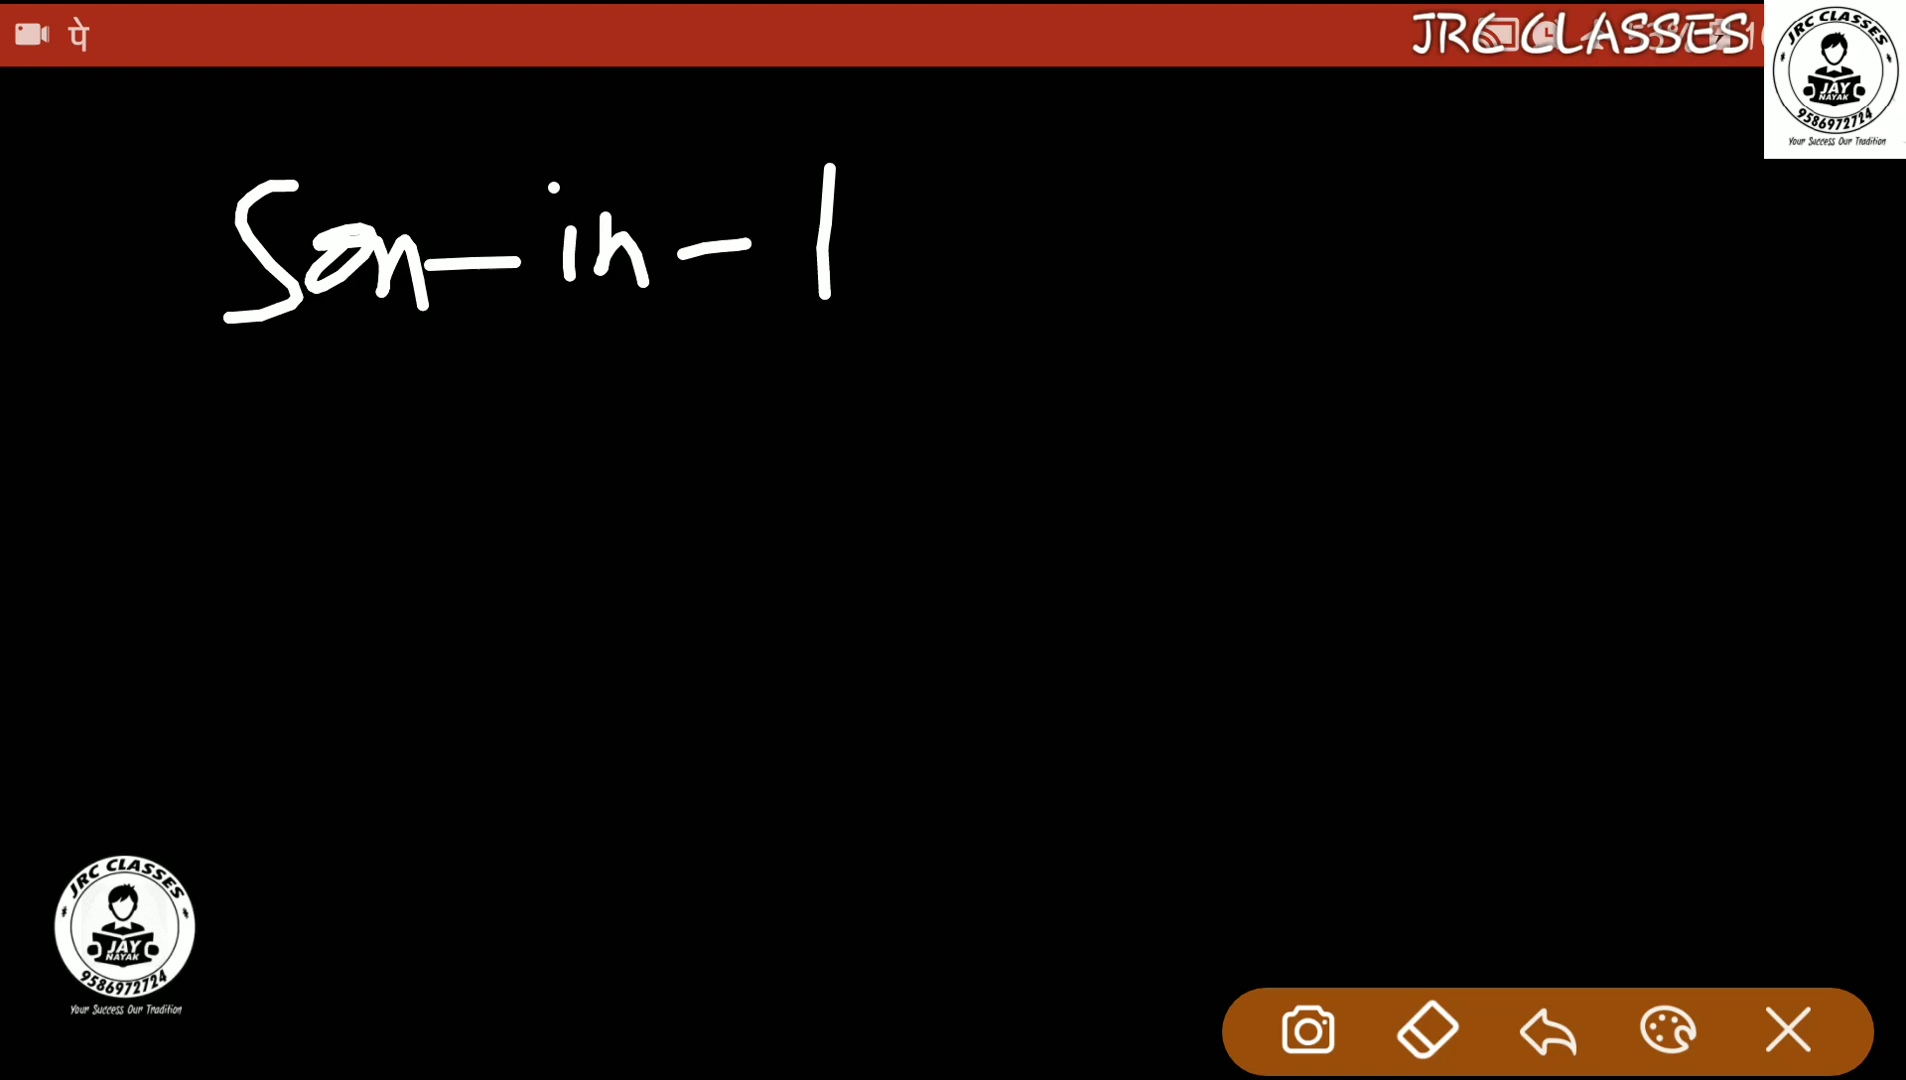 पे JRC CLASSES
JRC CLASSES
JAY
NAYAK
9586972724
Your Success Our Tradition
Son-in-l
JRC CLASSES
JAY
NAYAK
9586972724
Your Success Our Tradition